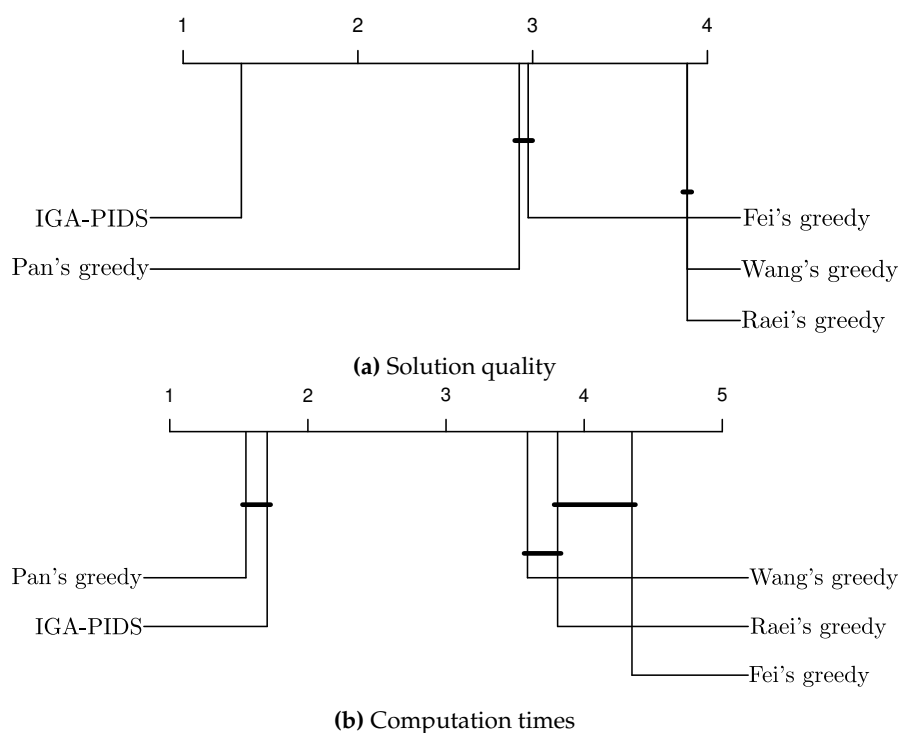 1 2 3 4
IGA-PIDS Fei's greedy
Pan's greedy Wang's greedy
Raei's greedy
(a) Solution quality
1 2 3 4 5
Pan's greedy Wang's greedy
IGA-PIDS Raei's greedy
Fei's greedy
(b) Computation times